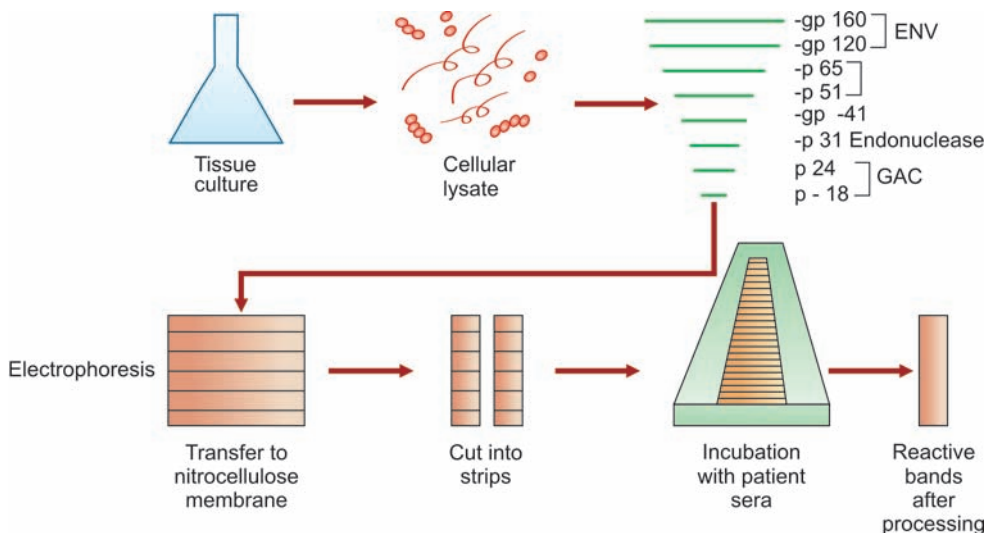 -gp 160
-gp 120
ENV
-p 65
-p 51
-gp -41
-p 31 Endonuclease
p 24
p - 18
GAC
Tissue
culture
Cellular
lysate
Electrophoresis
Transfer to
nitrocellulose
membrane
Cut into
strips
Incubation
with patient
sera
Reactive
bands
after
processing